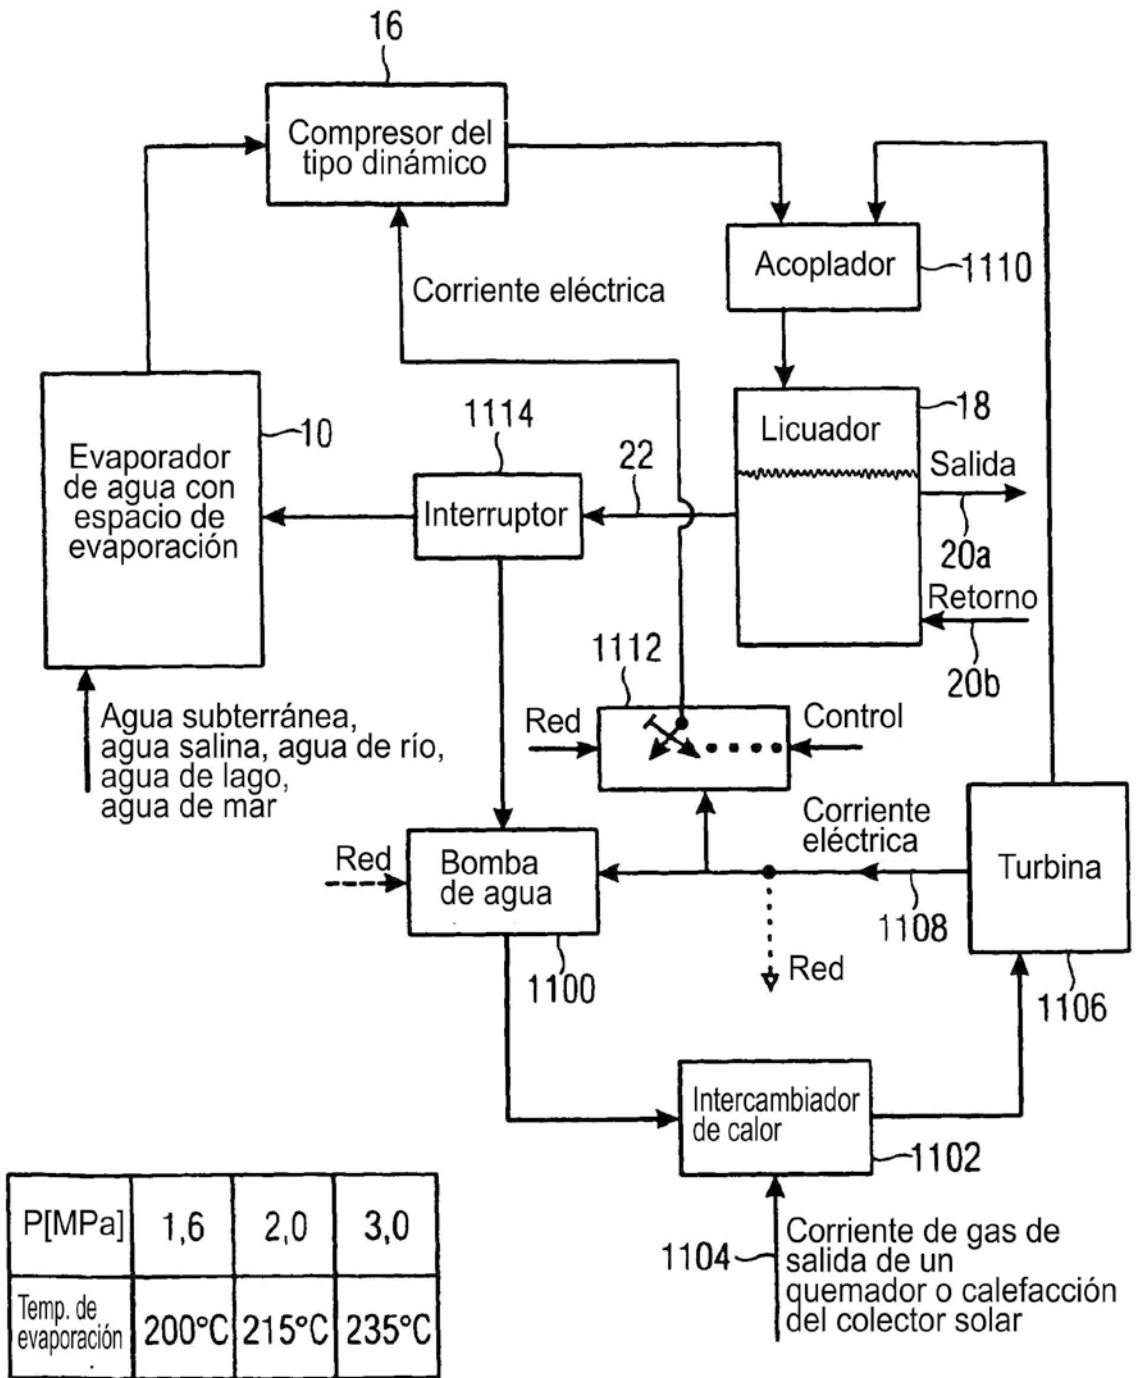 16
Compresor del
tipo dinámico
Acoplador
1110
Corriente eléctrica
10
Evaporador
de agua con
espacio de
evaporación
1114
Interruptor
22
Licuador
18
Salida
20a
Retorno
20b
1112
Red
Control
Agua subterránea,
agua salina, agua de río,
agua de lago,
agua de mar
Red
Bomba
de agua
1100
Corriente
eléctrica
1108
Red
Turbina
1106
Intercambiador
de calor
1102
1104
Corriente de gas de
salida de un
quemador o calefacción
del colector solar
P[MPa] 1,6 2,0 3,0
Temp. de
evaporación 200°C 215°C 235°C